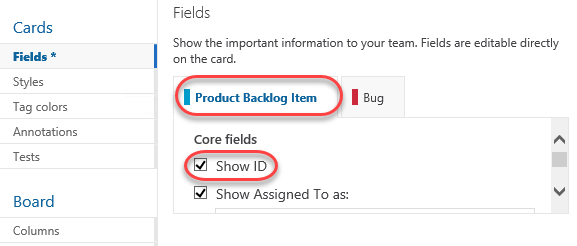 Cards
Fields *
Styles
Tag colors
Annotations
Tests
Board
Columns
Fields
Show the important information to your team. Fields are editable directly
on the card.
Product Backlog Item
Bug
Core fields
Show ID
Show Assigned To as: